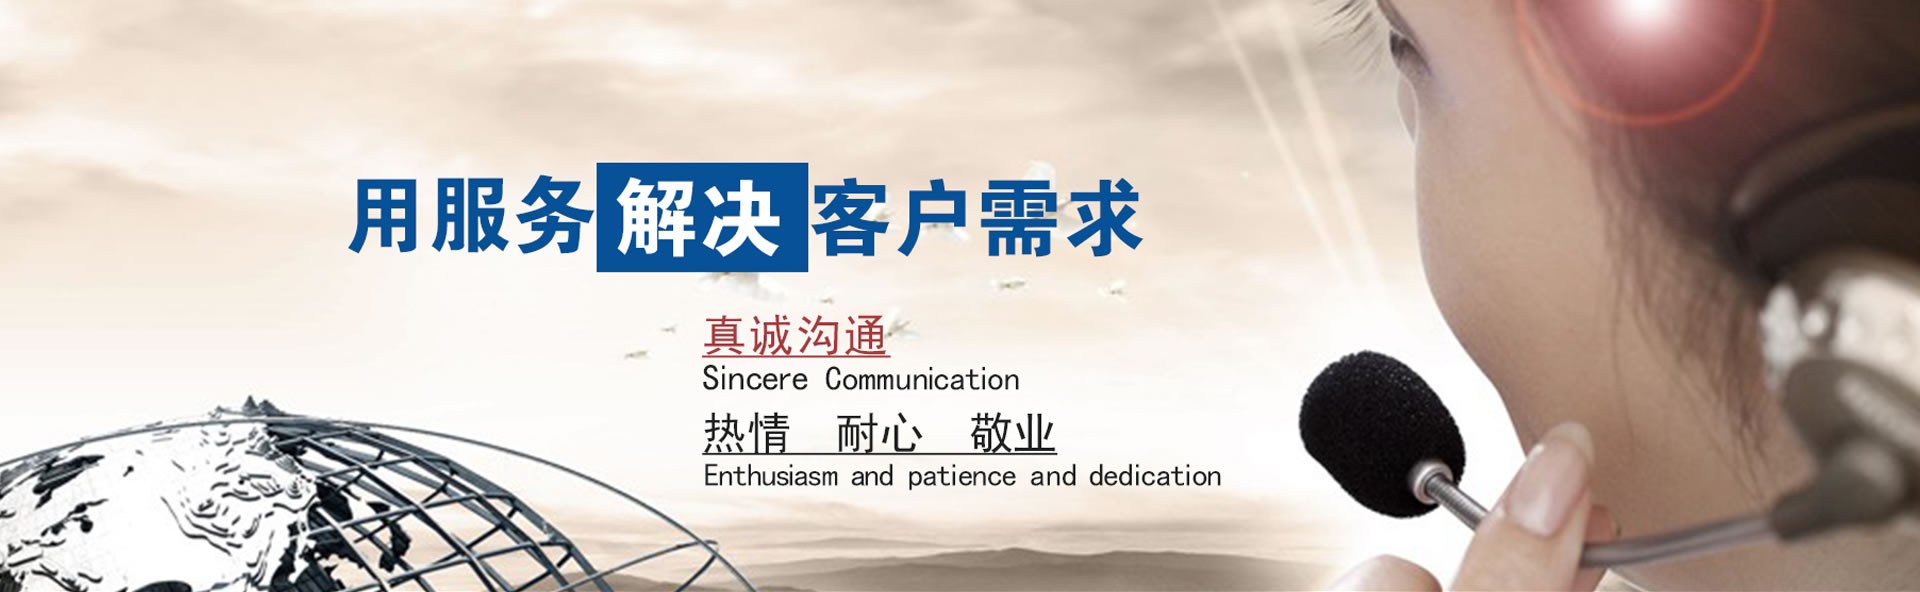 用服务解决客户需求
真诚沟通
Sincere Communication
热情 耐心 敬业
Enthusiasm and patience and dedication